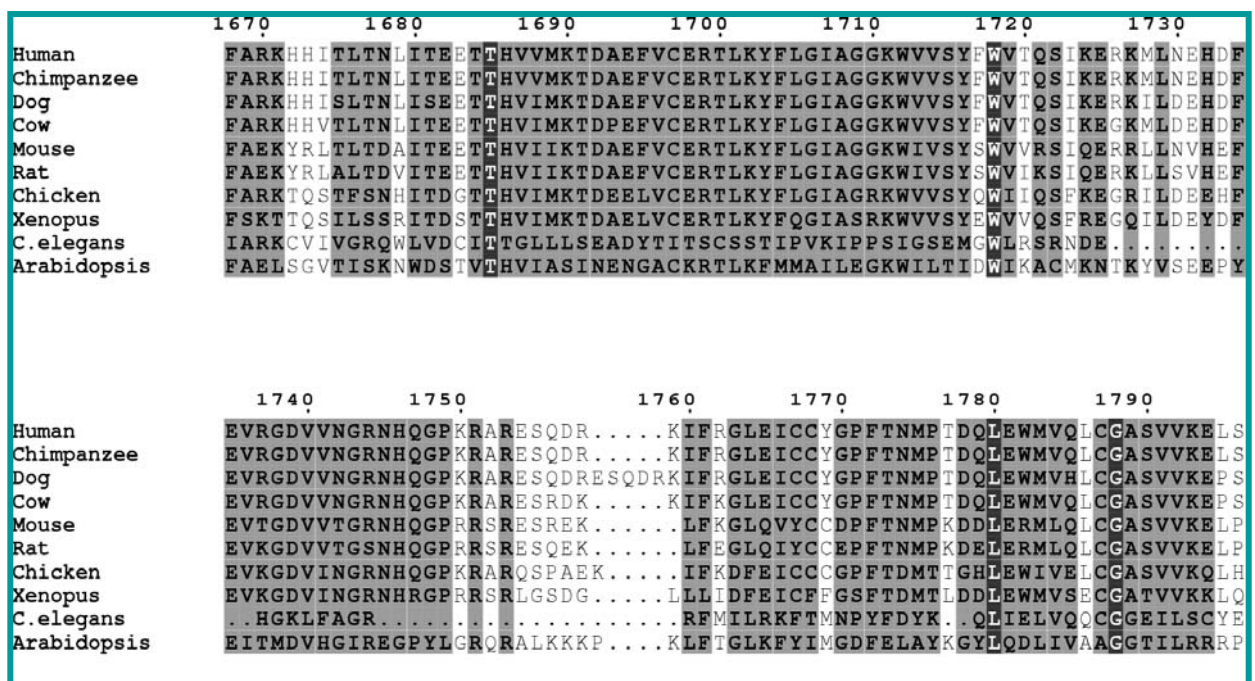 1670 1680 1690 1700 1710 1720 1730
Human FARKHHITLTNLITEETTHVVMKTDAEFVCERTLKYFLGIAGGKWVVSYFWVTQSIKERKMLNEHDF
Chimpanzee FARKHHITLTNLITEETTHVVMKTDAEFVCERTLKYFLGIAGGKWVVSYFWVTQSIKERKMLNEHDF
Dog FARKHHISLTNLISEETTHVIMKTDAEFVCERTLKYFLGIAGGKWVVSYFWVTQSIKERKILDEHDF
Cow FARKHHVTLTNLITEETTHVIMKTDPEFVCERTLKYFLGIAGGKWVVSYFWVTQSIKEGKMLDEHDF
Mouse FAEKYRLTLTDAITEETTHVIIKTDAEFVCERTLKYFLGIAGGKWIVSYSWVVRSIQERRLLNVHEF
Rat FAEKYRLALTDVITEETTHVIIKTDAEFVCERTLKYFLGIAGGKWIVSYSWVIKSIQERKLLSVHEF
Chicken FARKTQSTFSNHITDGTTHVIMKTDEELVCERTLKYFLGIAGRKWVVSYQWIIQSFKEGRILDEEHF
Xenopus FSKTTQSILSSRITDSTTHVIMKTDAELVCERTLKYFQGIASRKWVVSYEWVVQSFREGQILDEYDF
C.elegans IARKCVIVGRQWLVDCITTGLLLSEADYTITSCSSTIPVKIPPSIGSEMGWLRSRNDE.........
Arabidopsis FAELSGVTISKNWDSTVTHVIASINENGACKRTLKFMMAILEGKWILTIDWIKACMKNTKYVSEEPY
1740 1750 1760 1770 1780 1790
Human EVRGDVVNGRNHQGPKRARESQDR.....KIFRGLEICCYGPFTNMPTDQLEWMVQLCGASVVKELS
Chimpanzee EVRGDVVNGRNHQGPKRARESQDR.....KIFRGLEICCYGPFTNMPTDQLEWMVQLCGASVVKELS
Dog EVRGDVVNGRNHQGPKRARESQDRESQDRKIFRGLEICCYGPFTNMPTDQLEWMVHLCGASVVKEPS
Cow EVRGDVVNGRNHQGPKRARESRDK.....KIFKGLEICCYGPFTNMPTDQLEWMVQLCGASVVKEPS
Mouse EVTGDVVTGRNHQGPRRSRESREK......LFKGLQVYCCDPFTNMPKDDLERMLQLCGASVVKELP
Rat EVKGDVVTGSNHQGPRRSRESQEK......LFEGLQIYCCEPFTNMPKDELERMLQLCGASVVKELP
Chicken EVKGDVINGRNHQGPKRARQSPAEK.....IFKDFEICCCGPFTDMTTGHLEWIVELCGASVVKQLH
Xenopus EVKGDVINGRNHRGPRRSRLGSDG.....LLLIDFEICFFGSFTDMTLDDLEWMVSECGATVVKKLQ
C.elegans ..HGKLFAGR....................RFMILRKFTMNPYFDYK..QLIELVQQCGGEILSCYE
Arabidopsis EITMDVHGIREGPYLGRQRALKKKP....KLFTGLKFYIMGDFELAYKGYLQDLIVAAGGTILRRRP